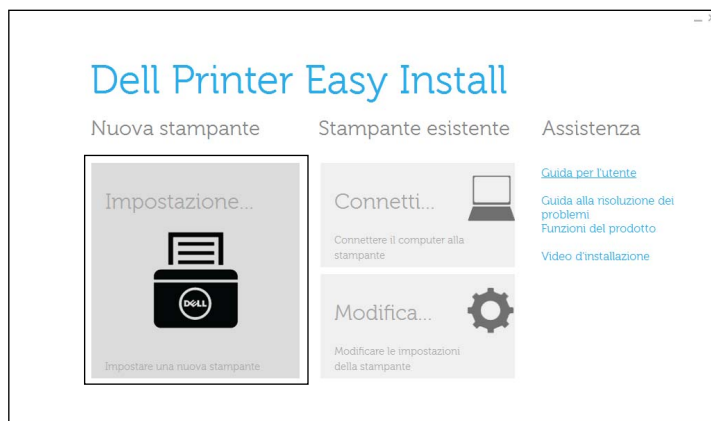 Dell Printer Easy Install
Nuova stampante
Impostazione...
DELL
Impostare una nuova stampante
Stampante esistente
Connetti...
Connettere il computer alla
stampante
Modifica...
Modificare le impostazioni
della stampante
Assistenza
Guida per l'utente
Guida alla risoluzione dei
problemi
Funzioni del prodotto
Video d'installazione